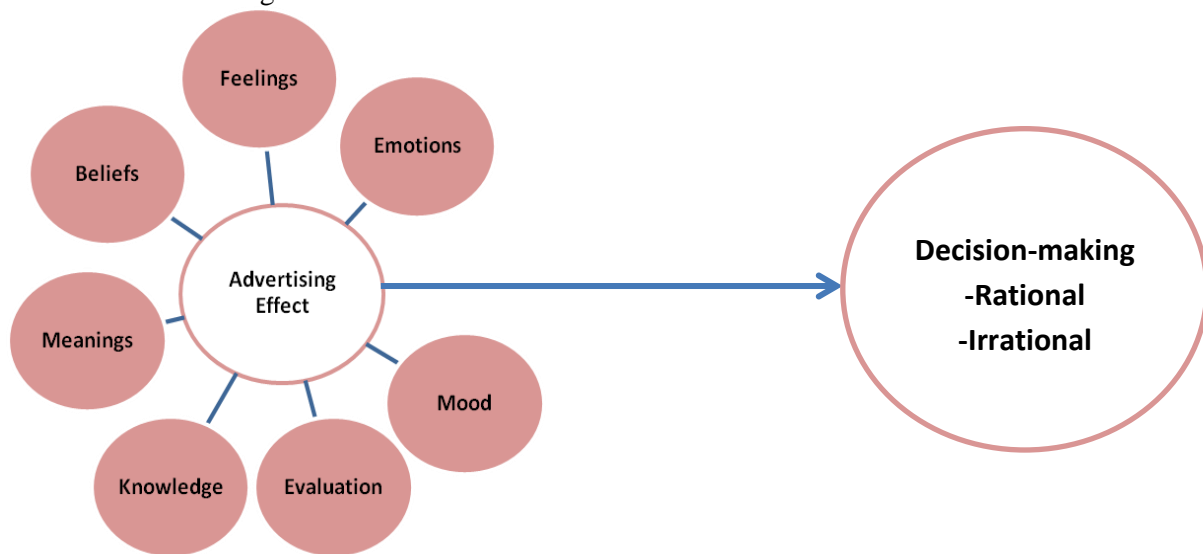 Feelings
Emotions
Beliefs
Advertising
Effect
Meanings
Mood
Knowledge
Evaluation
Decision-making
-Rational
-Irrational